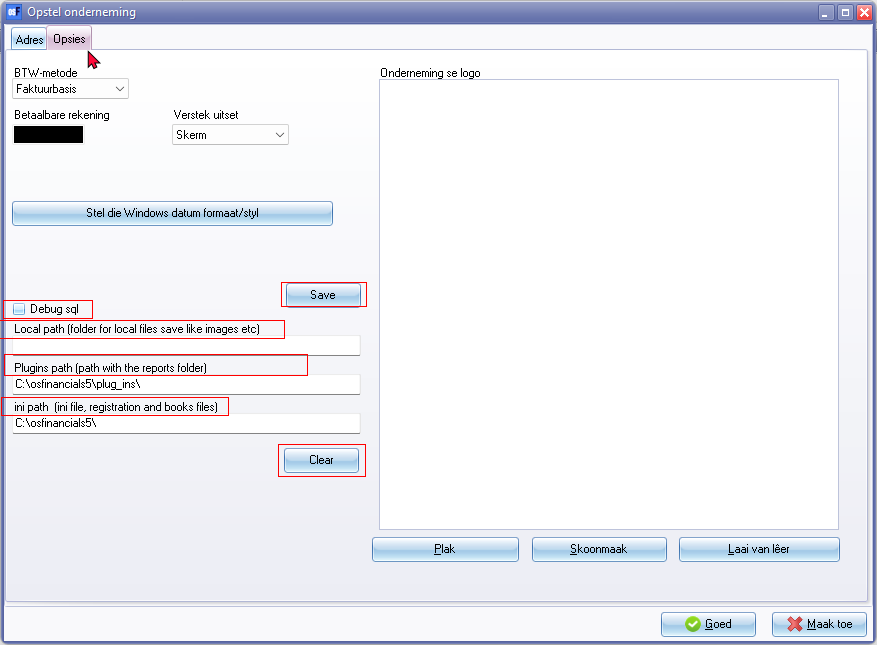 Opstel onderneming
Adres
Opsies
BTW-metode
Faktuurbasis
Betaalbare rekening
Verstek uitset
Skerm
Stel die Windows datum formaat/styl
Save
Debug sql
Local path (folder for local files save like images etc)
Plugins path (path with the reports folder)
C:\osfinancials5\plug_ins\
ini path (ini file, registration and books files)
C:\osfinancials5\
Clear
Onderneming se logo
Plak
Skoonmaak
Laai van lêer
Goed
Maak toe